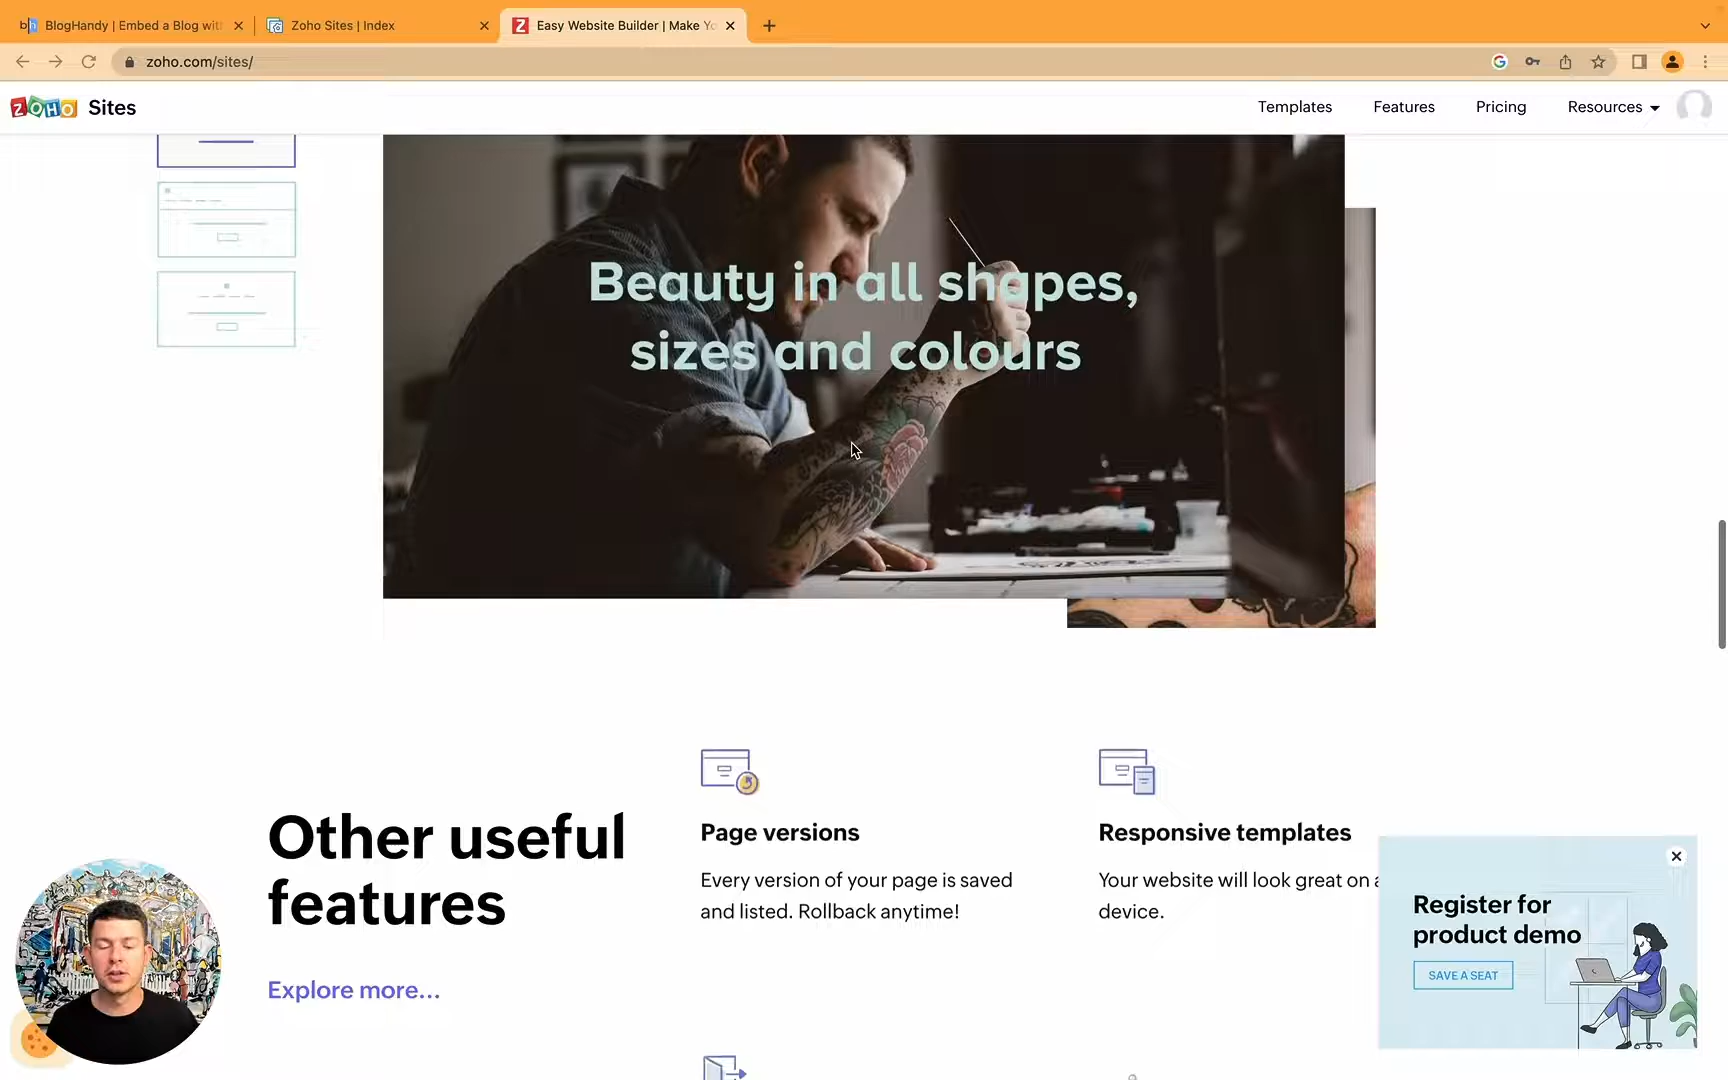 BlogHandy | Embed a Blog wit
Zoho Sites | Index
Easy Website Builder | Make Yo
zoho.com/sites/
ZOHO Sites
Templates
Features
Pricing
Resources
Beauty in all shapes,
sizes and colours
Other useful
features
Explore more...
Page versions
Every version of your page is saved
and listed. Rollback anytime!
Responsive templates
Your website will look great on a
device.
Register for
product demo
SAVE A SEAT